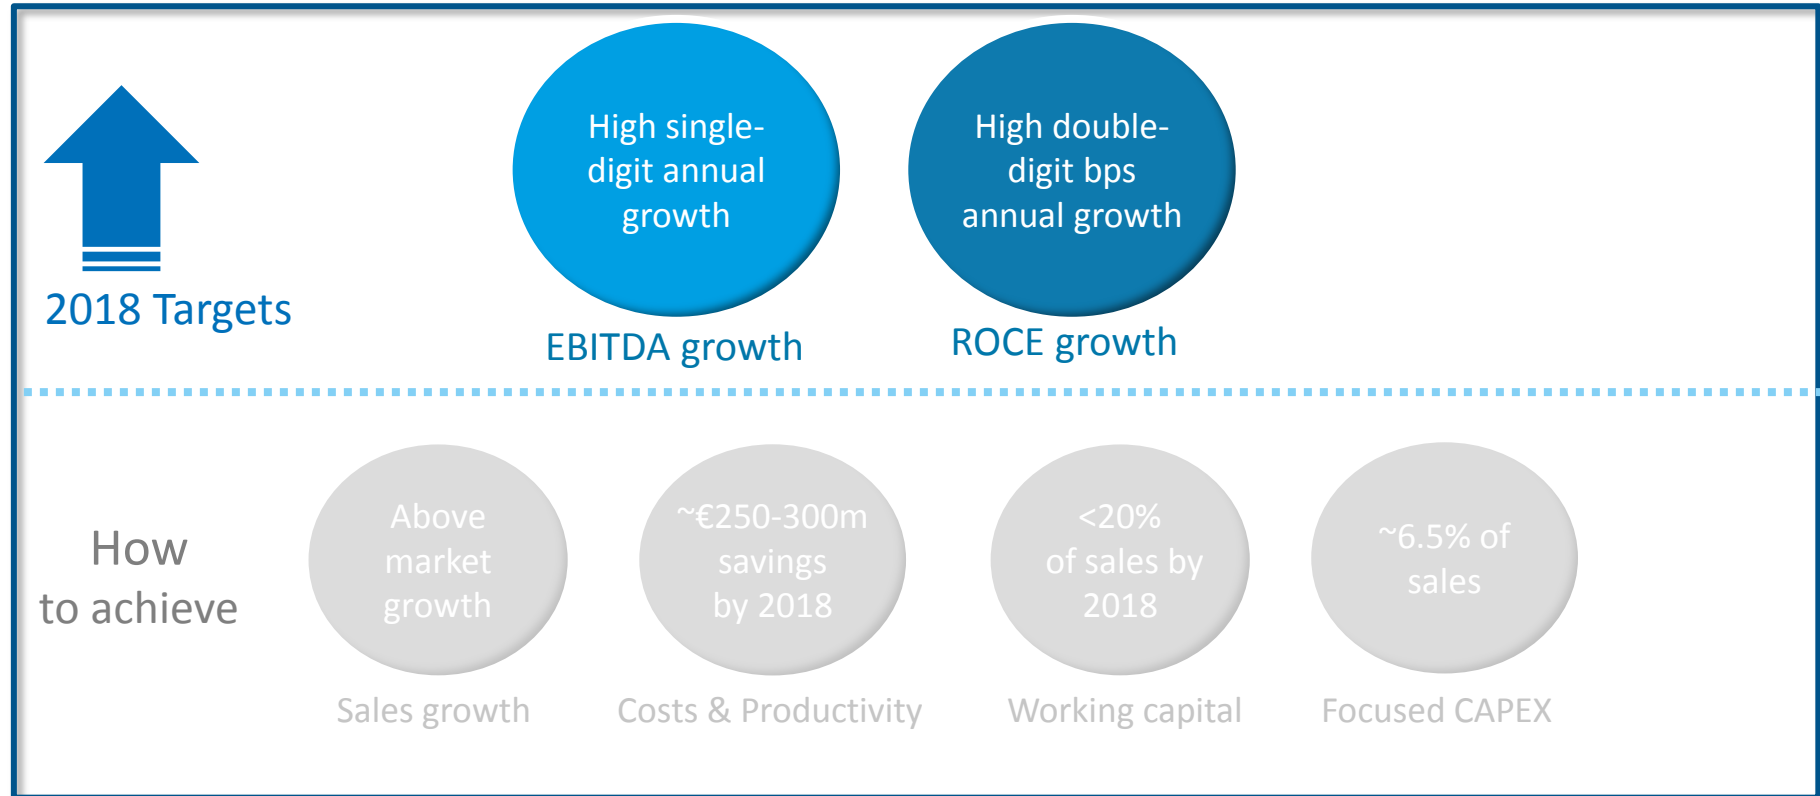 High single-
digit annual
growth
High double-
digit bps
annual growth
2018 Targets
EBITDA growth
ROCE growth
How
to achieve
Above
market
growth
~€250-300m
savings
by 2018
<20%
of sales by
2018
~6.5% of
sales
Sales growth
Costs & Productivity
Working capital
Focused CAPEX